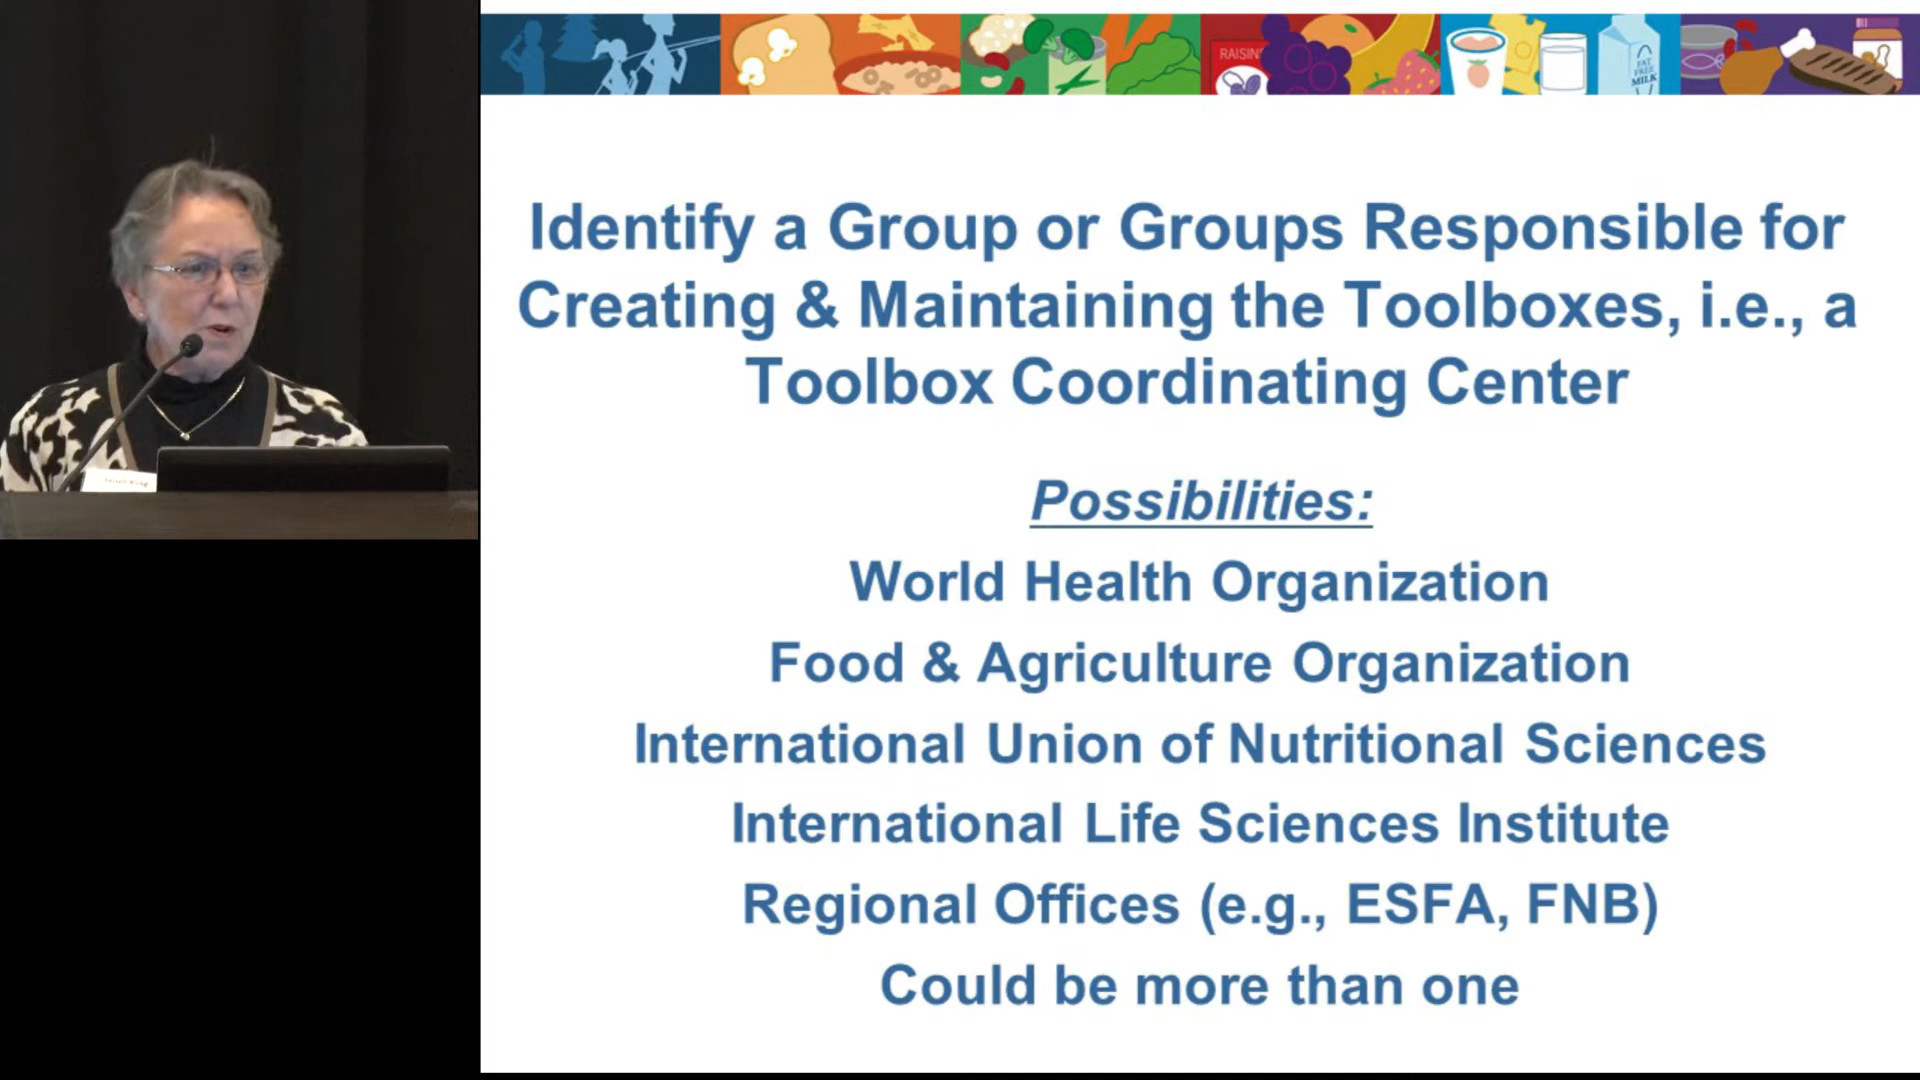 RAISINS
FAT
FREE
MILK
Identify a Group or Groups Responsible for
Creating & Maintaining the Toolboxes, i.e., a
Toolbox Coordinating Center
Possibilities:
World Health Organization
Food & Agriculture Organization
International Union of Nutritional Sciences
International Life Sciences Institute
Regional Offices (e.g., ESFA, FNB)
Could be more than one